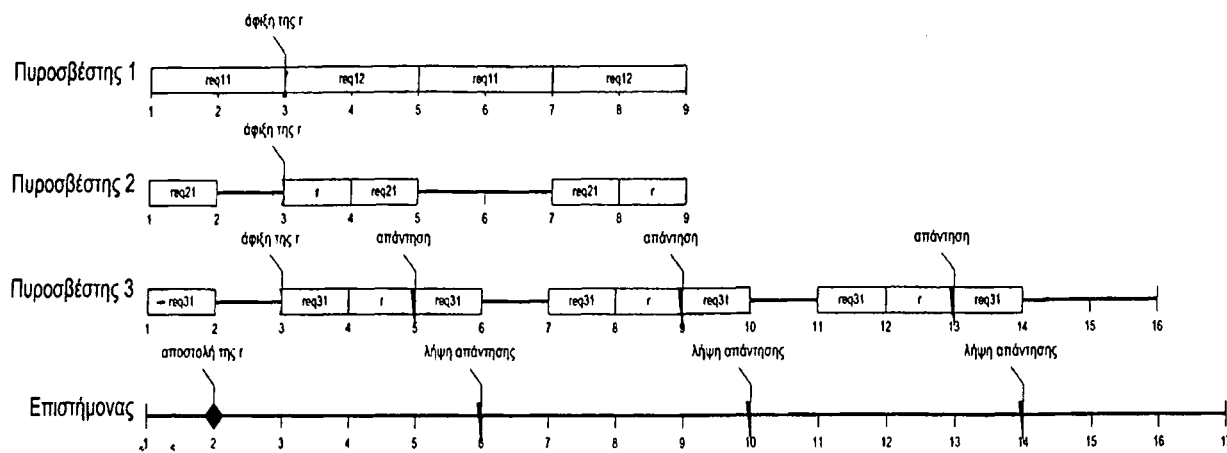 άφιξη της r
Πυροσβέστης 1
req11 req12 req11 req12
1 2 3 4 5 6 7 8 9
άφιξη της r
Πυροσβέστης 2
req21 r req21 req21 r
1 2 3 4 5 6 7 8 9
άφιξη της r απάντηση απάντηση απάντηση
Πυροσβέστης 3
req31 req31 r req31 req31 r req31 req31 r req31
1 2 3 4 5 6 7 8 9 10 11 12 13 14 15 16
αποστολή της r λήψη απάντησης λήψη απάντησης λήψη απάντησης
Επιστήμονας
1 2 3 4 5 6 7 8 9 10 11 12 13 14 15 16